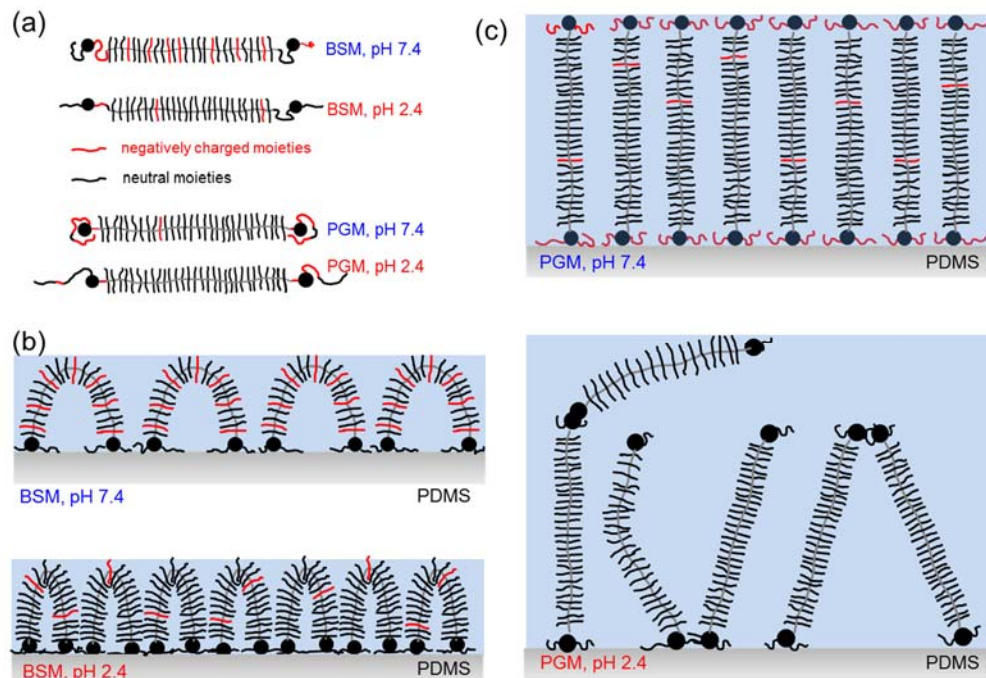 (a)
BSM, pH 7.4
BSM, pH 2.4
negatively charged moieties
neutral moieties
PGM, pH 7.4
PGM, pH 2.4
(b)
BSM, pH 7.4
PDMS
BSM, pH 2.4
PDMS
(c)
PGM, pH 7.4
PDMS
PGM, pH 2.4
PDMS